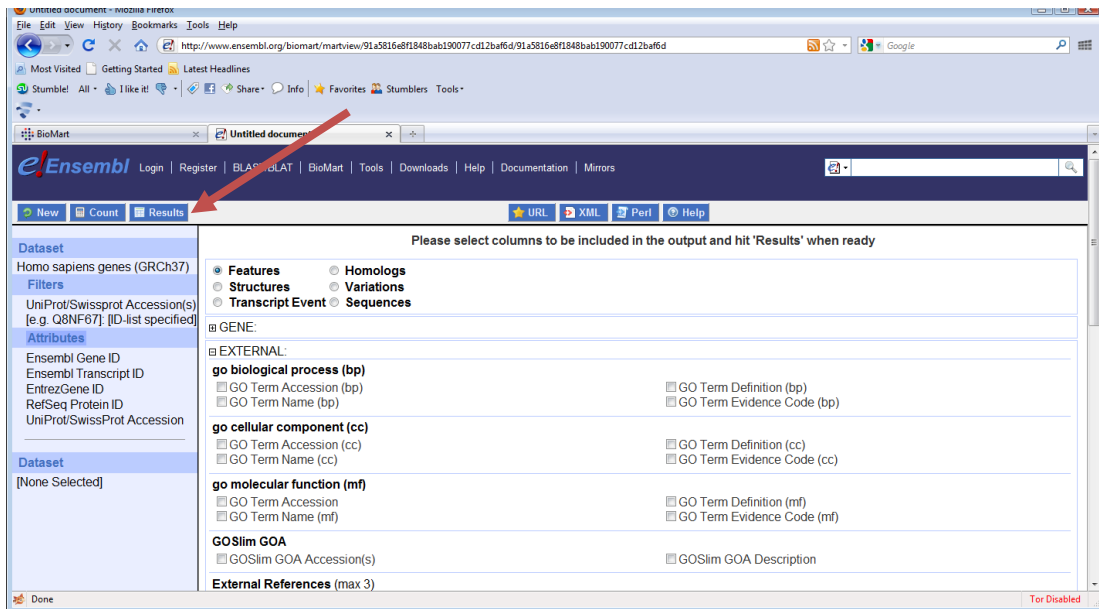 Untitled document - Mozilla Firefox
File Edit View History Bookmarks Tools Help
http://www.ensembl.org/biomart/martview/91a5816e8f1848bab190077cd12baf6d/91a5816e8f1848bab190077cd12baf6d
Google
Most Visited Getting Started Latest Headlines
Stumble! All I like it! Share Info Favorites Stumblers Tools
BioMart
Untitled document
e!Ensembl Login | Register | BLAST/BLAT | BioMart | Tools | Downloads | Help | Documentation | Mirrors
New Count Results
URL XML Perl Help
Dataset
Homo sapiens genes (GRCh37)
Filters
UniProt/Swissprot Accession(s)
[e.g. Q8NF67]: [ID-list specified]
Attributes
Ensembl Gene ID
Ensembl Transcript ID
EntrezGene ID
RefSeq Protein ID
UniProt/SwissProt Accession
Dataset
[None Selected]
Please select columns to be included in the output and hit 'Results' when ready
Features Homologs
Structures Variations
Transcript Event Sequences
GENE:
EXTERNAL:
go biological process (bp)
GO Term Accession (bp) GO Term Definition (bp)
GO Term Name (bp) GO Term Evidence Code (bp)
go cellular component (cc)
GO Term Accession (cc) GO Term Definition (cc)
GO Term Name (cc) GO Term Evidence Code (cc)
go molecular function (mf)
GO Term Accession GO Term Definition (mf)
GO Term Name (mf) GO Term Evidence Code (mf)
GOSlim GOA
GOSlim GOA Accession(s) GOSlim GOA Description
External References (max 3)
Done
Tor Disabled